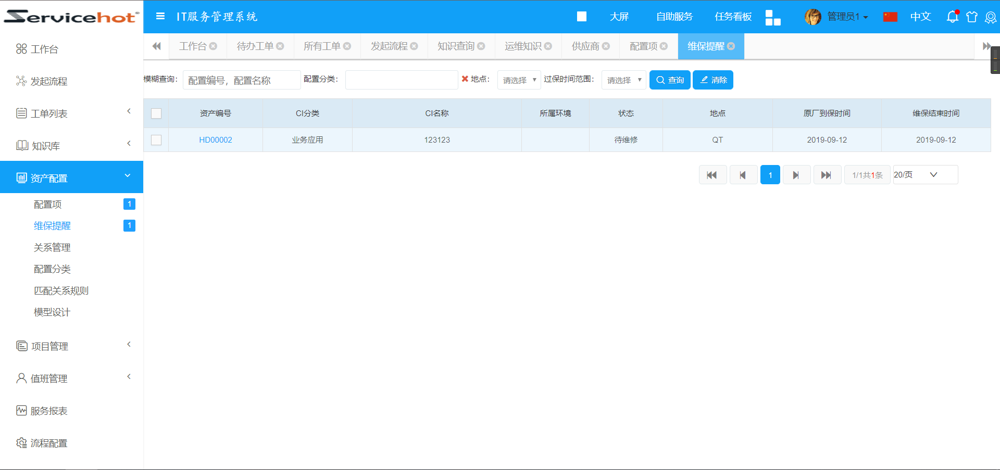 Servicehot®
IT服务管理系统
大屏
自助服务
任务看板
管理员1
中文
工作台
待办工单
所有工单
发起流程
知识查询
运维知识
供应商
配置项
维保提醒
工作台
发起流程
工单列表
知识库
资产配置
配置项 1
维保提醒 1
关系管理
配置分类
匹配关系规则
模型设计
项目管理
值班管理
服务报表
流程配置
模糊查询： 配置编号，配置名称 配置分类： 地点： 请选择 过保时间范围： 请选择 查询 清除
资产编号 CI分类 CI名称 所属环境 状态 地点 原厂到保时间 维保结束时间
HD00002 业务应用 123123 待维修 QT 2019-09-12 2019-09-12
1 1/1共1条 20/页